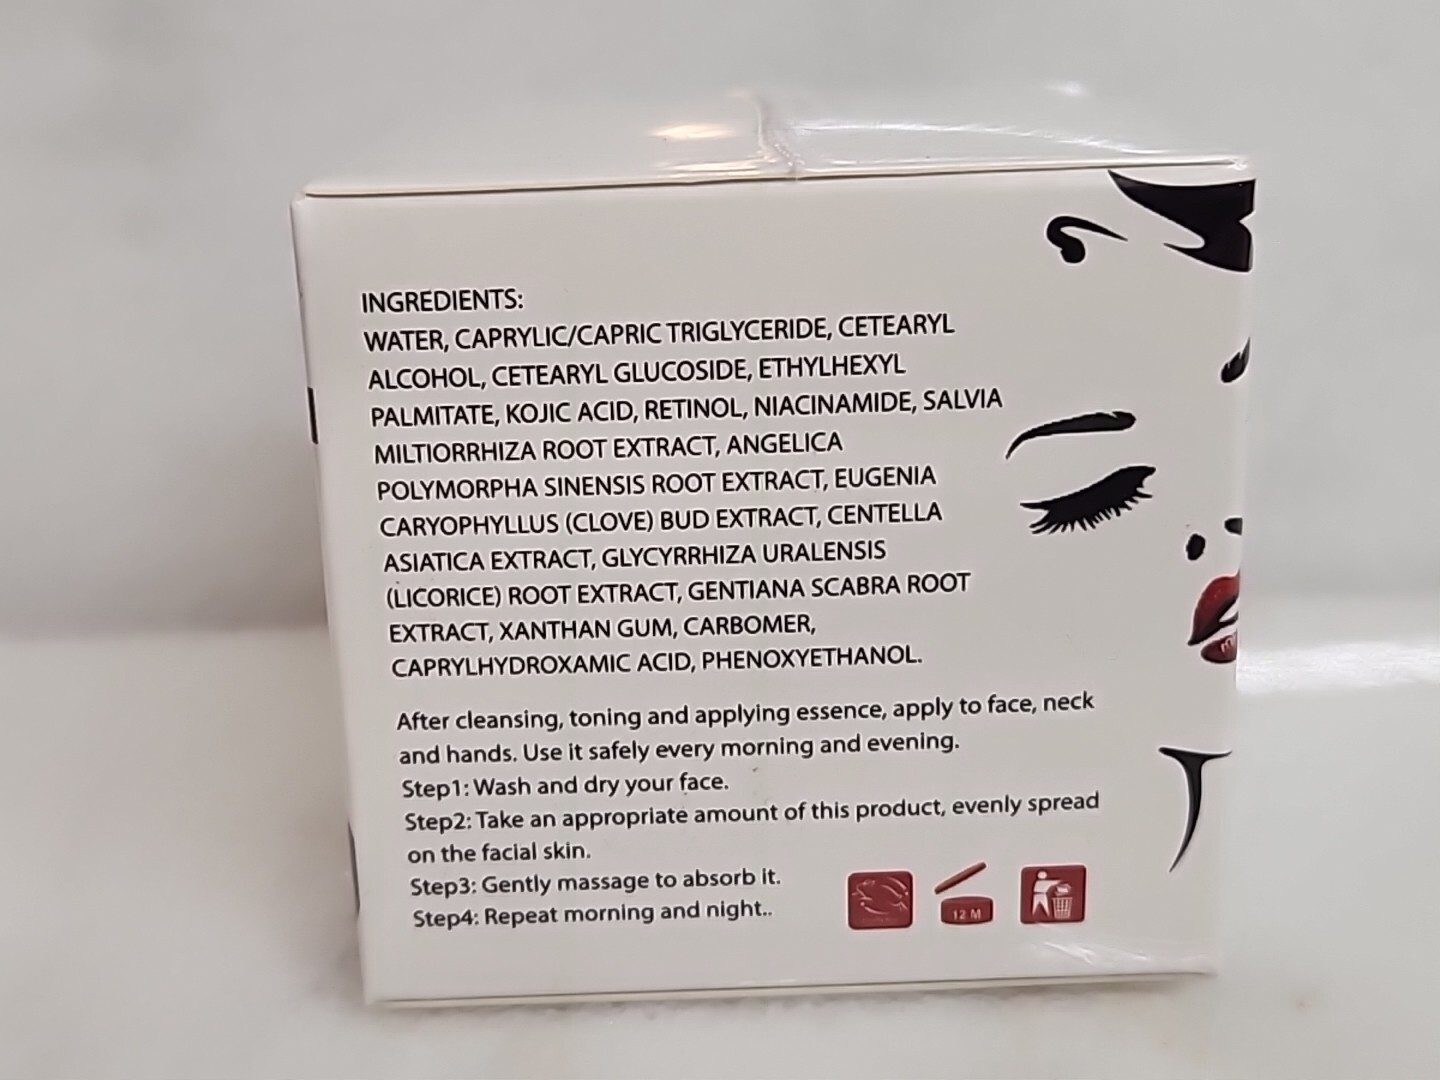 INGREDIENTS:
WATER, CAPRYLIC/CAPRIC TRIGLYCERIDE, CETEARYL
ALCOHOL, CETEARYL GLUCOSIDE, ETHYLHEXYL
PALMITATE, KOJIC ACID, RETINOL, NIACINAMIDE, SALVIA
MILTIORRHIZA ROOT EXTRACT, ANGELICA
POLYMORPHA SINENSIS ROOT EXTRACT, EUGENIA
CARYOPHYLLUS (CLOVE) BUD EXTRACT, CENTELLA
ASIATICA EXTRACT, GLYCYRRHIZA URALENSIS
(LICORICE) ROOT EXTRACT, GENTIANA SCABRA ROOT
EXTRACT, XANTHAN GUM, CARBOMER,
CAPRYLHYDROXAMIC ACID, PHENOXYETHANOL.
After cleansing, toning and applying essence, apply to face, neck
and hands. Use it safely every morning and evening.
Step1: Wash and dry your face.
Step2: Take an appropriate amount of this product, evenly spread
on the facial skin.
Step3: Gently massage to absorb it.
Step4: Repeat morning and night..
12 M